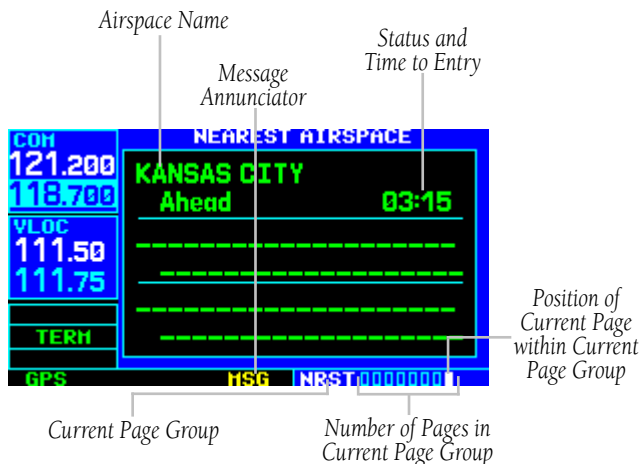 Airspace Name
Status and
Time to Entry
Message
Annunciator
COM
121.200
118.700
VLOC
111.50
111.75
TERM
GPS
NEAREST AIRSPACE
KANSAS CITY
Ahead 03:15
MSG
NRST
Position of
Current Page
within Current
Page Group
Current Page Group
Number of Pages in
Current Page Group